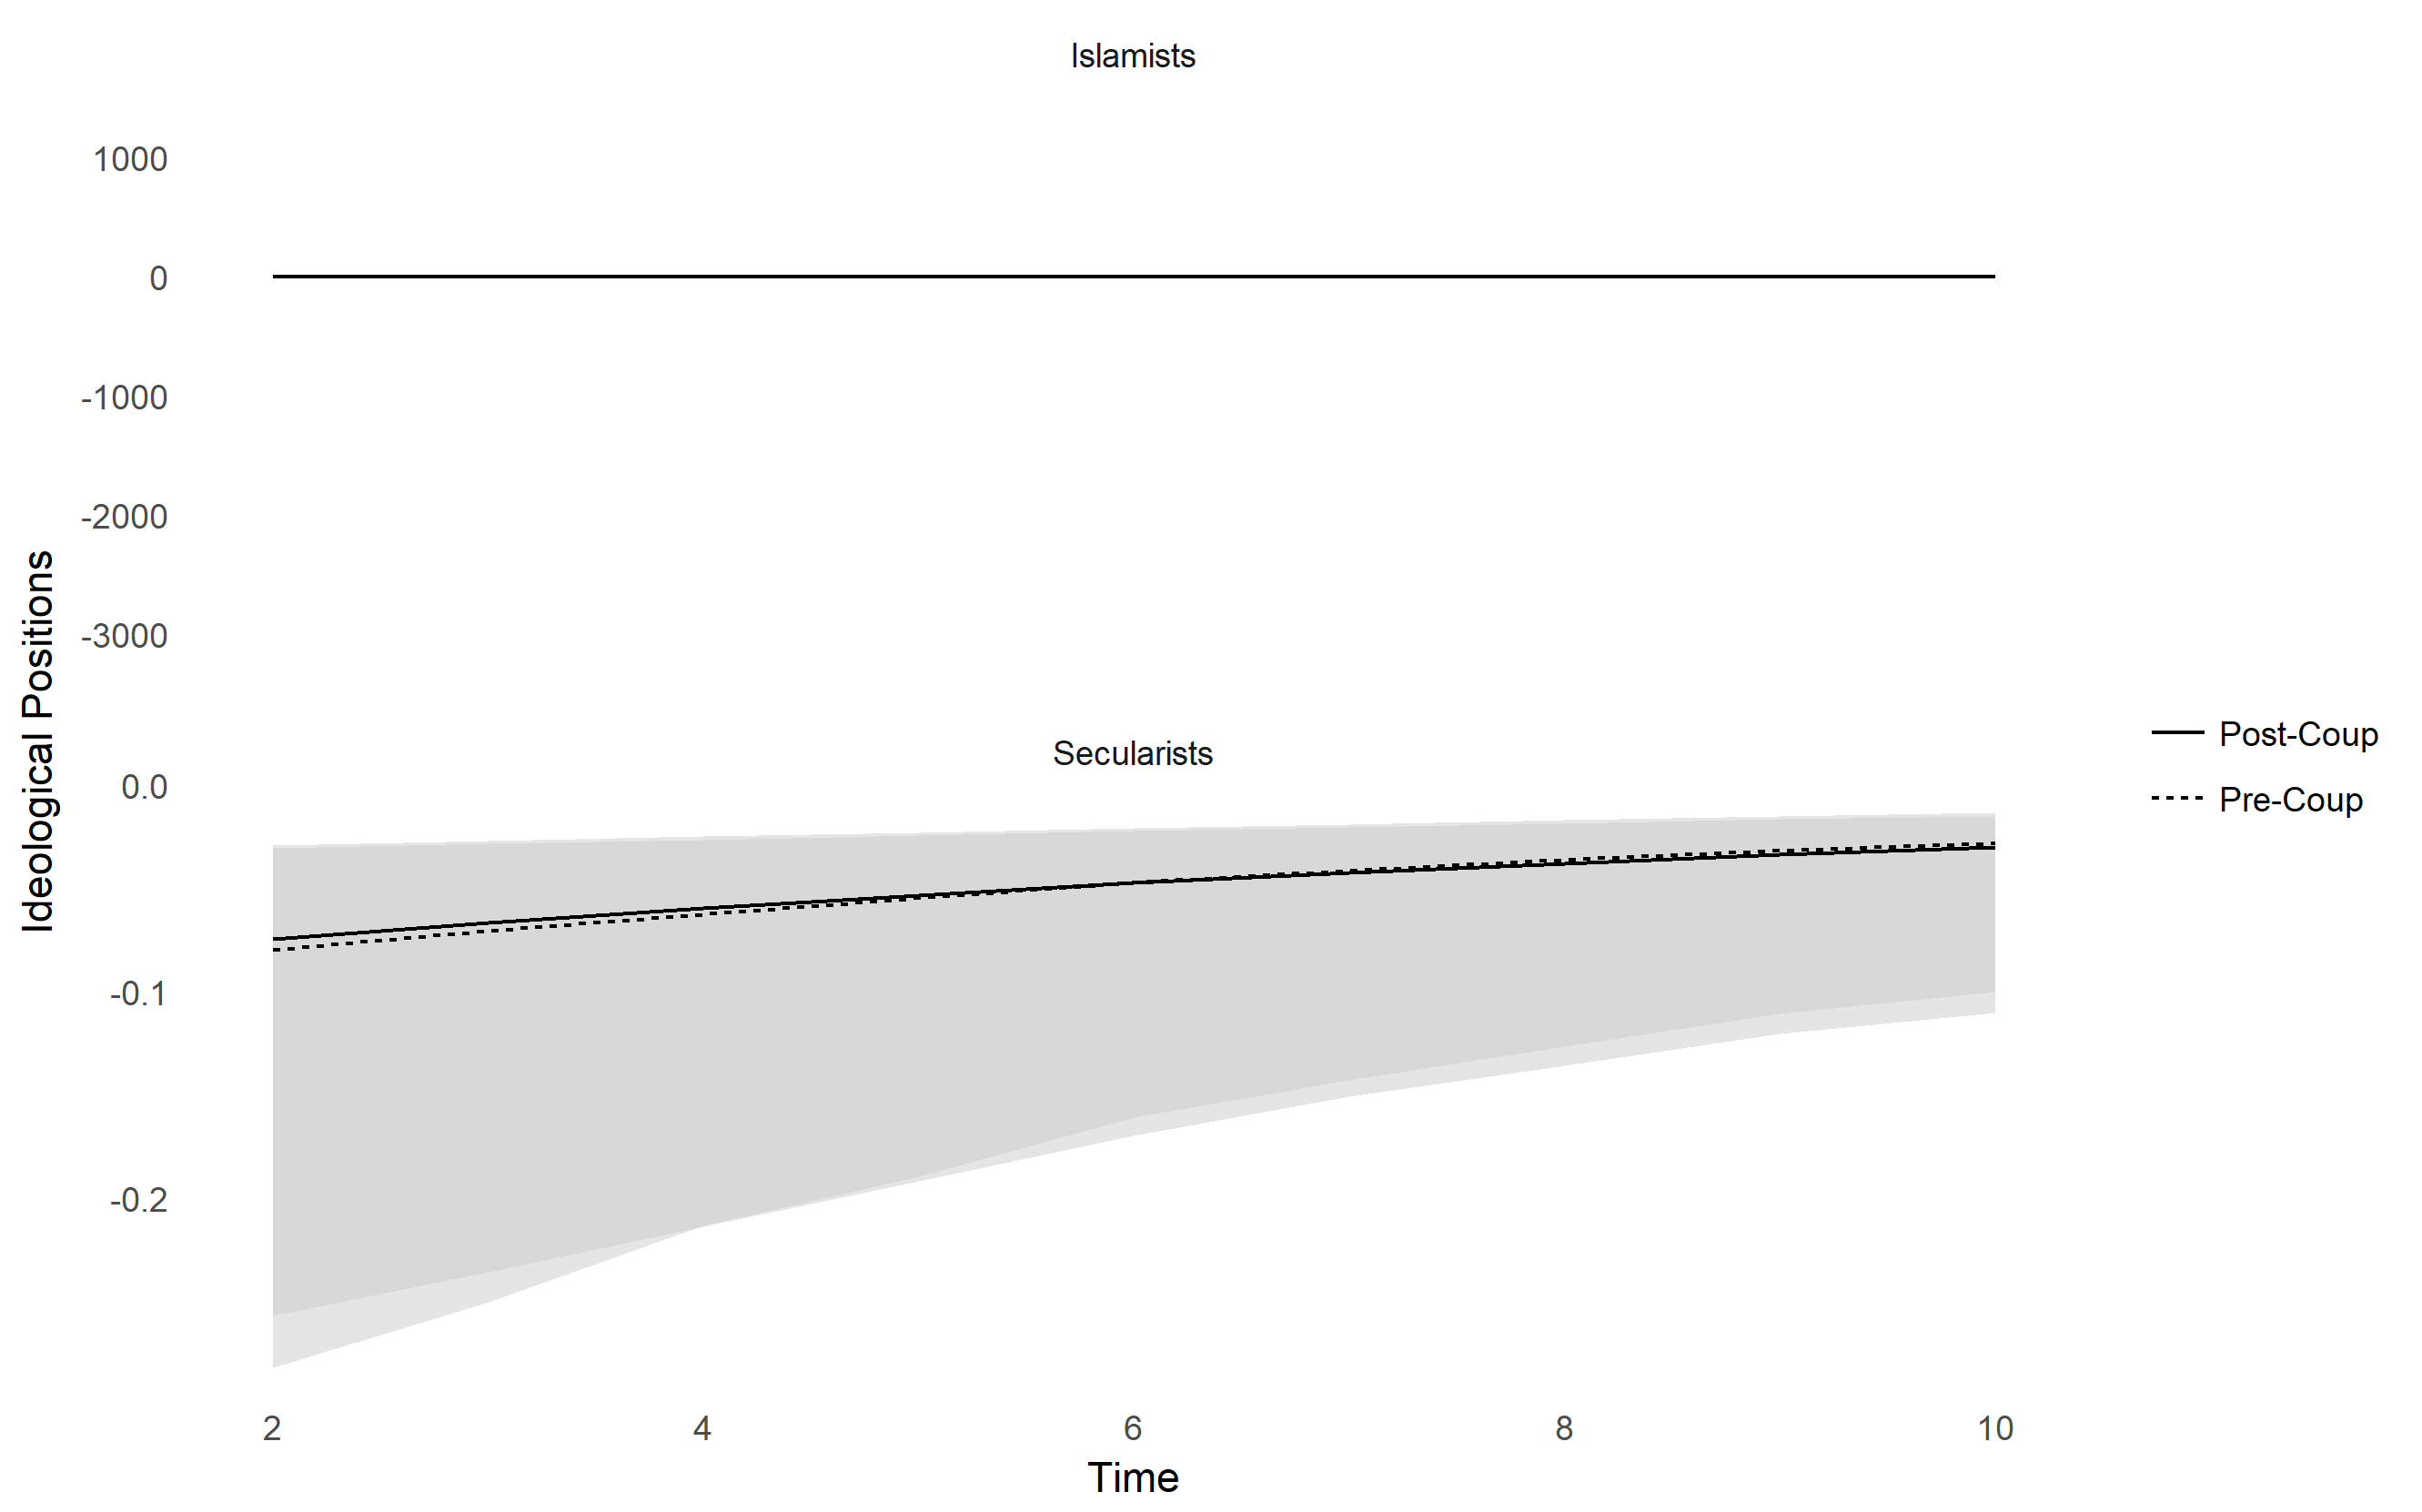 Islamists
1000
0
-1000
-2000
-3000
Ideological Positions
Secularists
0.0
-0.1
-0.2
Post-Coup
Pre-Coup
2 4 6 8 10
Time